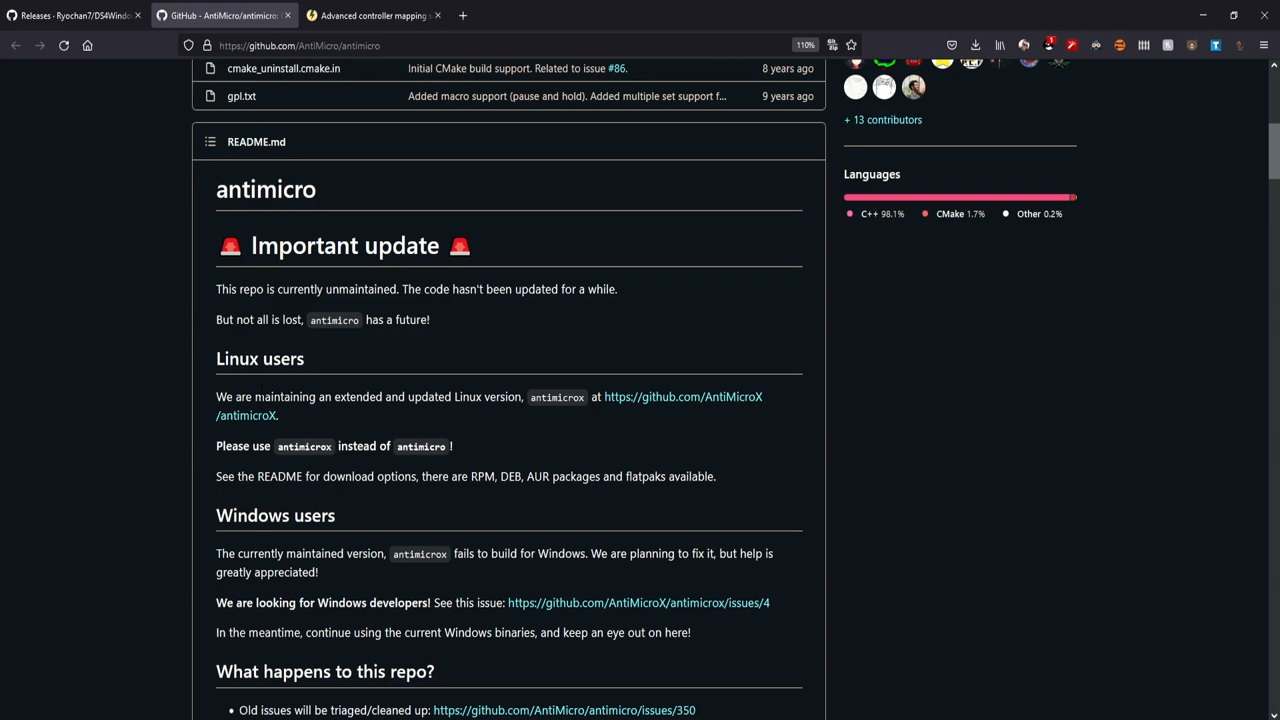 Releases · Ryochan7/DS4Windo
GitHub - AntiMicro/antimicro:
Advanced controller mapping s
https://github.com/AntiMicro/antimicro
110%
1
cmake_uninstall.cmake.in Initial CMake build support. Related to issue #86. 8 years ago
gpl.txt Added macro support (pause and hold). Added multiple set support f... 9 years ago
+ 13 contributors
README.md
Languages
C++ 98.1% CMake 1.7% Other 0.2%
antimicro
Important update
This repo is currently unmaintained. The code hasn't been updated for a while.
But not all is lost, antimicro has a future!
Linux users
We are maintaining an extended and updated Linux version, antimicrox at https://github.com/AntiMicroX
/antimicroX.
Please use antimicrox instead of antimicro !
See the README for download options, there are RPM, DEB, AUR packages and flatpaks available.
Windows users
The currently maintained version, antimicrox fails to build for Windows. We are planning to fix it, but help is
greatly appreciated!
We are looking for Windows developers! See this issue: https://github.com/AntiMicroX/antimicrox/issues/4
In the meantime, continue using the current Windows binaries, and keep an eye out on here!
What happens to this repo?
• Old issues will be triaged/cleaned up: https://github.com/AntiMicro/antimicro/issues/350